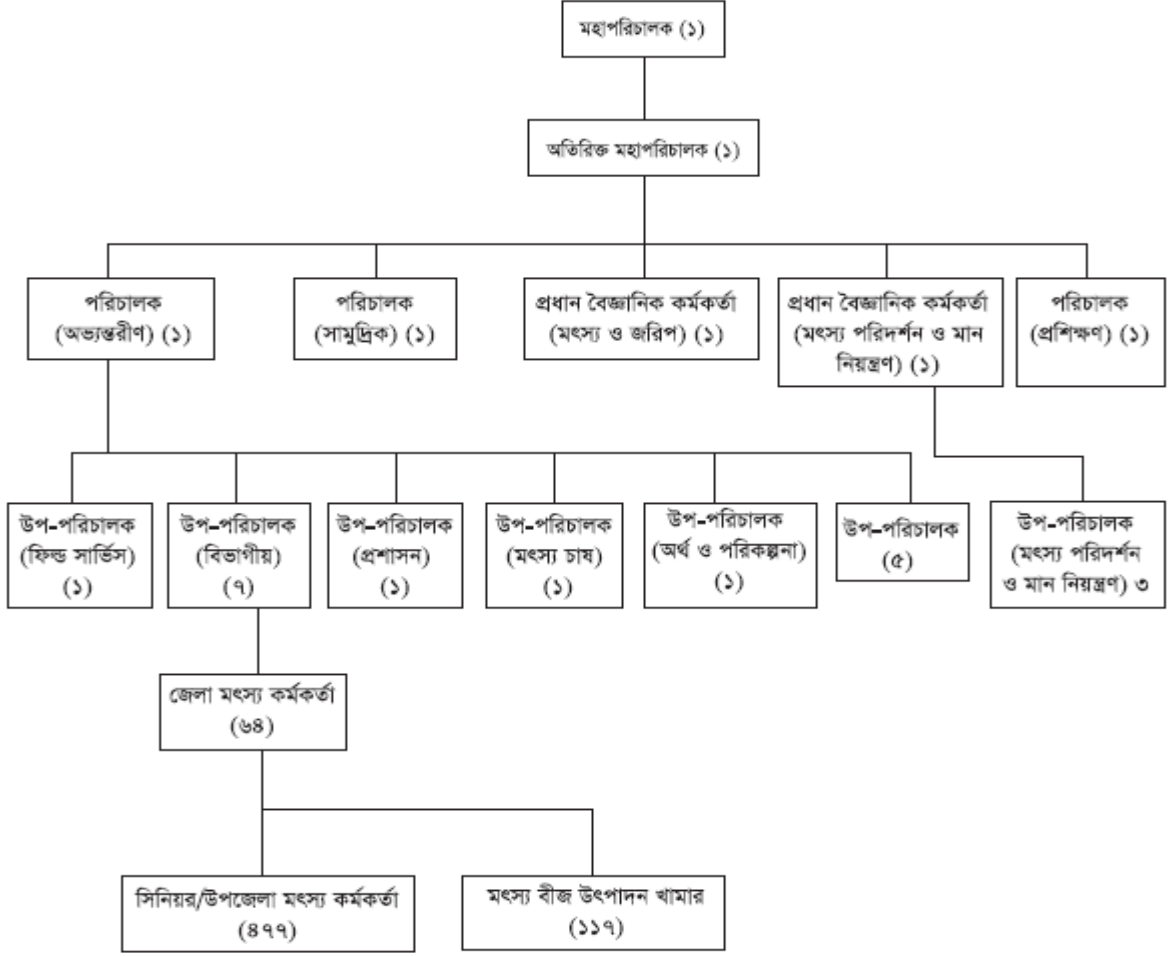 মহাপরিচালক (১)
অতিরিক্ত মহাপরিচালক (১)
পরিচালক
(অভ্যন্তরীণ) (১)
পরিচালক
(সামুদ্রিক) (১)
প্রধান বৈজ্ঞানিক কর্মকর্তা
(মৎস্য ও জরিপ) (১)
প্রধান বৈজ্ঞানিক কর্মকর্তা
(মৎস্য পরিদর্শন ও মান
নিয়ন্ত্রণ) (১)
পরিচালক
(প্রশিক্ষণ) (১)
উপ-পরিচালক
(ফিল্ড সার্ভিস)
(১)
উপ-পরিচালক
(বিভাগীয়)
(৭)
উপ-পরিচালক
(প্রশাসন)
(১)
উপ-পরিচালক
(মৎস্য চাষ)
(১)
উপ-পরিচালক
(অর্থ ও পরিকল্পনা)
(১)
উপ-পরিচালক
(৫)
উপ-পরিচালক
(মৎস্য পরিদর্শন
ও মান নিয়ন্ত্রণ) ৩
জেলা মৎস্য কর্মকর্তা
(৬৪)
সিনিয়র/উপজেলা মৎস্য কর্মকর্তা
(৪৭৭)
মৎস্য বীজ উৎপাদন খামার
(১১৭)